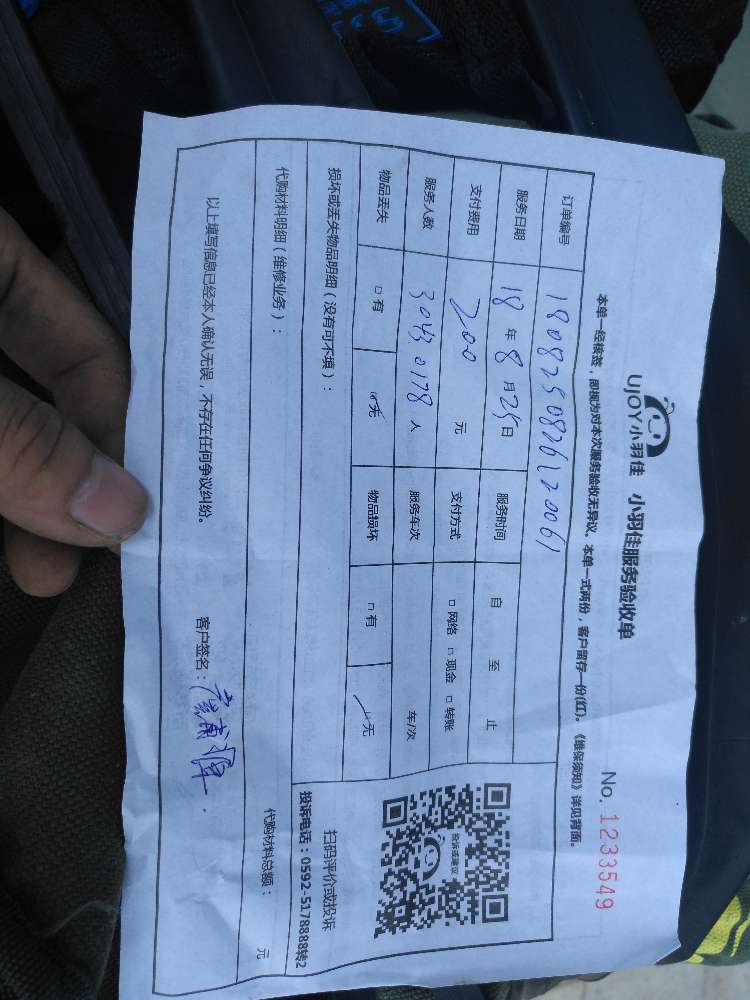 UJOY小羽佳 小羽佳服务验收单
No. 1233549
本单一经核签，即视为对本次服务验收无异议。本单一式两份，客户留存一份(红)。《维保须知》详见背面。
订单编号 1808250826120061
服务日期 18 年 8 月 25 日 服务时间 自 至 止
支付费用 200 元 支付方式 □ 网络 □ 现金 □ 转账
服务人数 3043 0178 人 服务车次 车/次
物品丢失 □ 有 无 物品损坏 □ 有 无
投诉或建议
扫码评价或投诉
投诉电话：0592-5178888转2
损坏或丢失物品明细（没有可不填）：
代购材料明细（维修业务）：
代购材料总额： 元
以上填写信息已经本人确认无误，不存在任何争议纠纷。 客户签名：